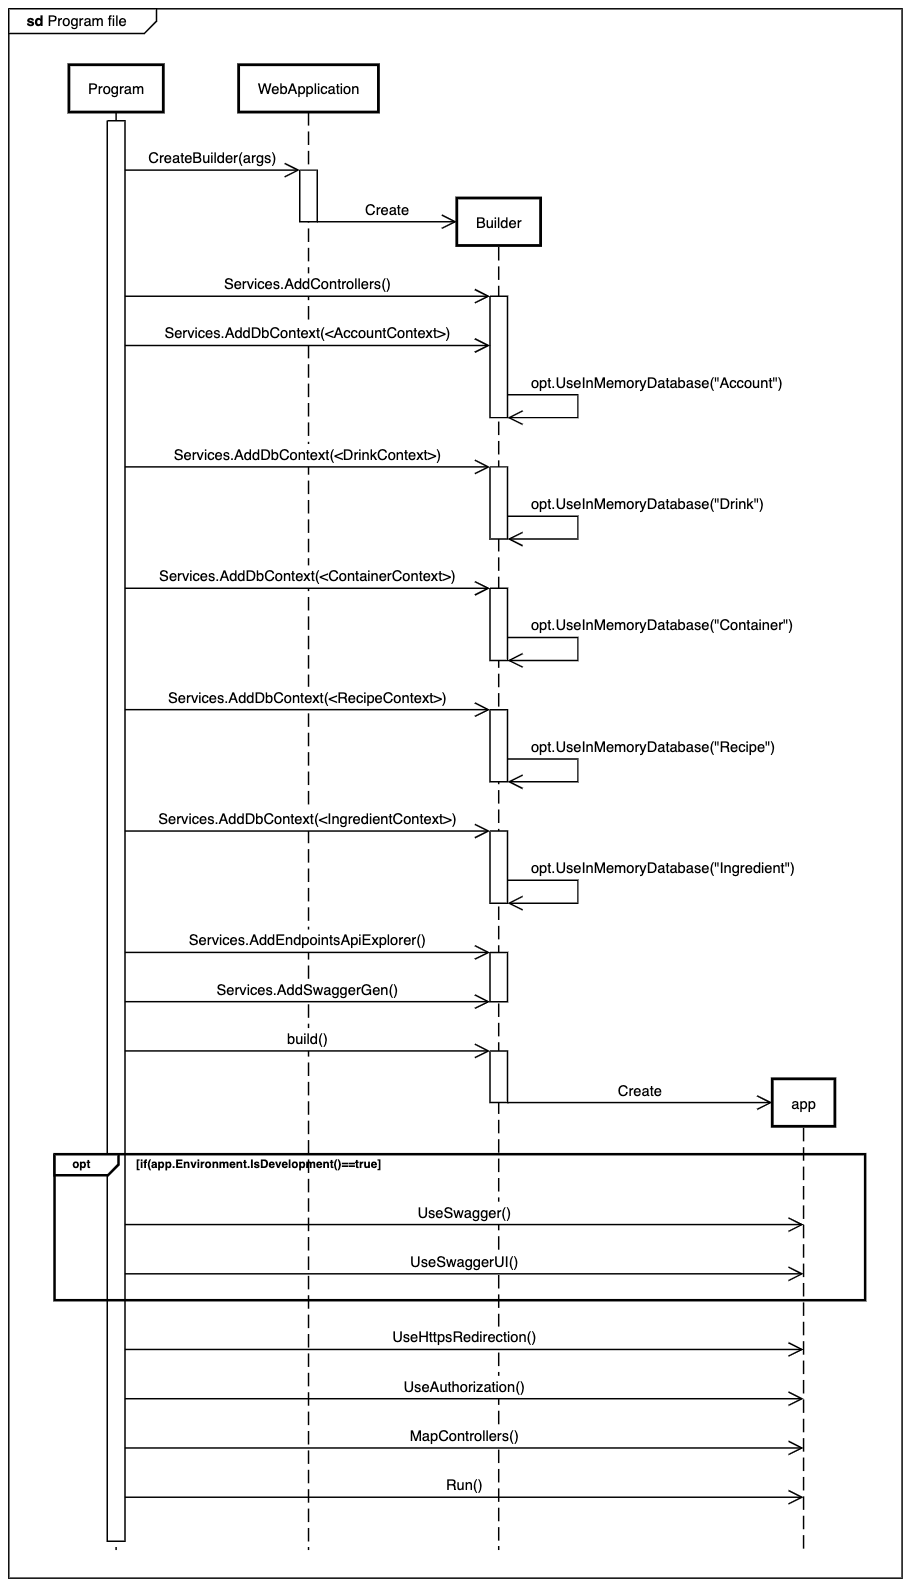 sd Program file
Program
WebApplication
CreateBuilder(args)
Create
Builder
Services.AddControllers()
Services.AddDbContext(<AccountContext>)
opt.UseInMemoryDatabase("Account")
Services.AddDbContext(<DrinkContext>)
opt.UseInMemoryDatabase("Drink")
Services.AddDbContext(<ContainerContext>)
opt.UseInMemoryDatabase("Container")
Services.AddDbContext(<RecipeContext>)
opt.UseInMemoryDatabase("Recipe")
Services.AddDbContext(<IngredientContext>)
opt.UseInMemoryDatabase("Ingredient")
Services.AddEndpointsApiExplorer()
Services.AddSwaggerGen()
build()
Create
app
opt [if(app.Environment.IsDevelopment()==true]
UseSwagger()
UseSwaggerUI()
UseHttpsRedirection()
UseAuthorization()
MapControllers()
Run()